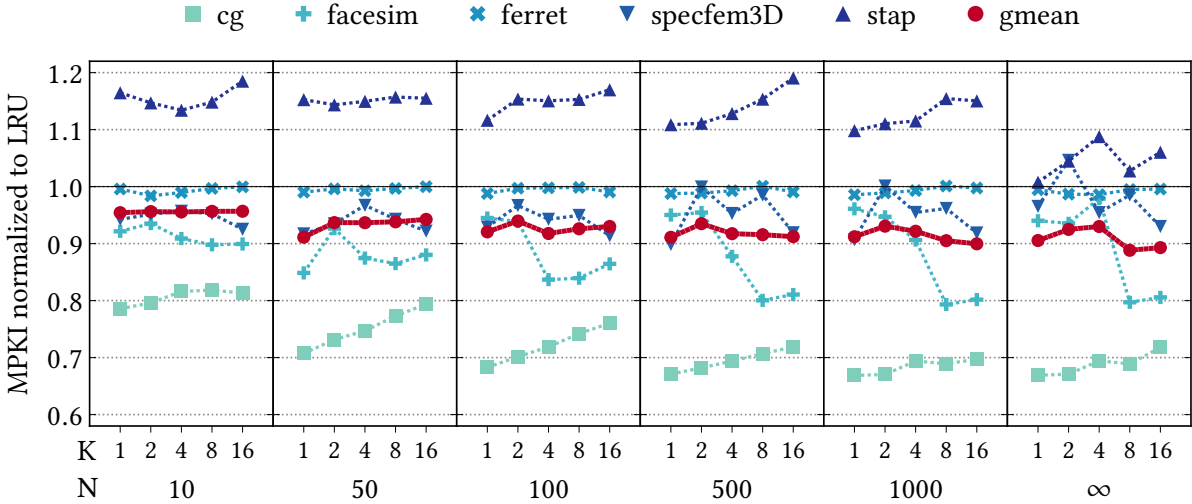 cg facesim ferret specfem3D stap gmean
MPKI normalized to LRU
1.2
1.1
1.0
0.9
0.8
0.7
0.6
K 1 2 4 8 16 1 2 4 8 16 1 2 4 8 16 1 2 4 8 16 1 2 4 8 16 1 2 4 8 16
N 10 50 100 500 1000 ∞